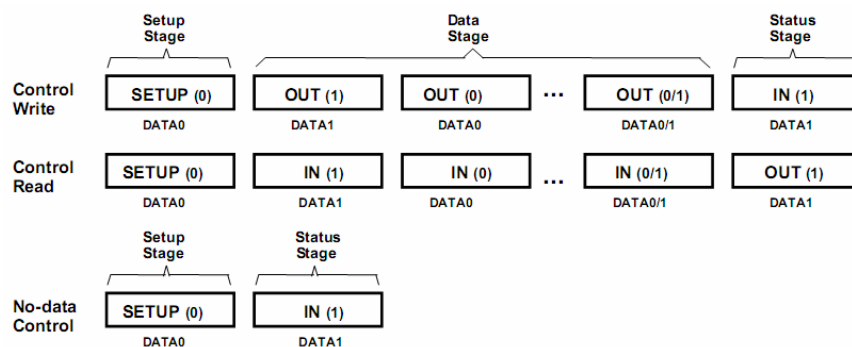 Setup Stage
Data Stage
Status Stage
Control Write
SETUP (0)
OUT (1)
OUT (0)
...
OUT (0/1)
IN (1)
DATA0
DATA1
DATA0
DATA0/1
DATA1
Control Read
SETUP (0)
IN (1)
IN (0)
...
IN (0/1)
OUT (1)
DATA0
DATA1
DATA0
DATA0/1
DATA1
Setup Stage
Status Stage
No-data Control
SETUP (0)
IN (1)
DATA0
DATA1